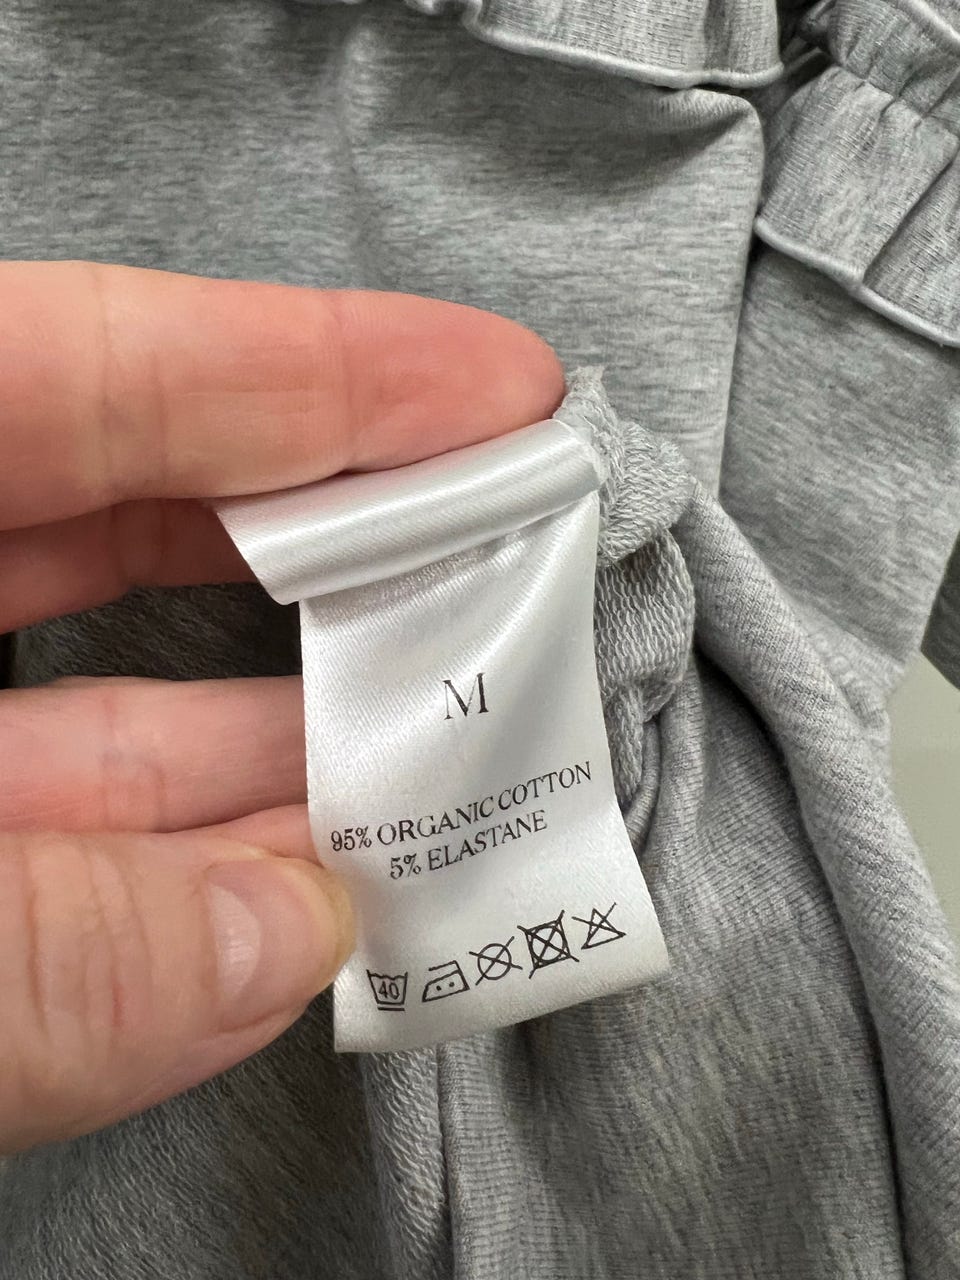 M
95% ORGANIC COTTON
5% ELASTANE
40